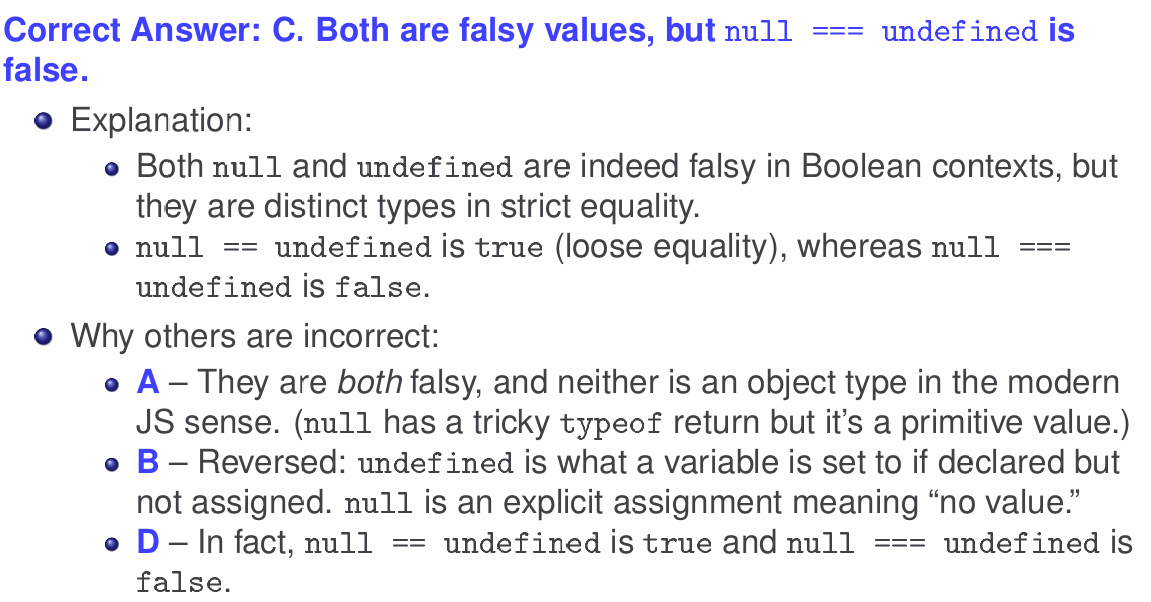 Correct Answer: C. Both are falsy values, but null === undefined is
false.
Explanation:
Both null and undefined are indeed falsy in Boolean contexts, but
they are distinct types in strict equality.
null == undefined is true (loose equality), whereas null ===
undefined is false.
Why others are incorrect:
A – They are both falsy, and neither is an object type in the modern
JS sense. (null has a tricky typeof return but it's a primitive value.)
B – Reversed: undefined is what a variable is set to if declared but
not assigned. null is an explicit assignment meaning “no value.”
D – In fact, null == undefined is true and null === undefined is
false.